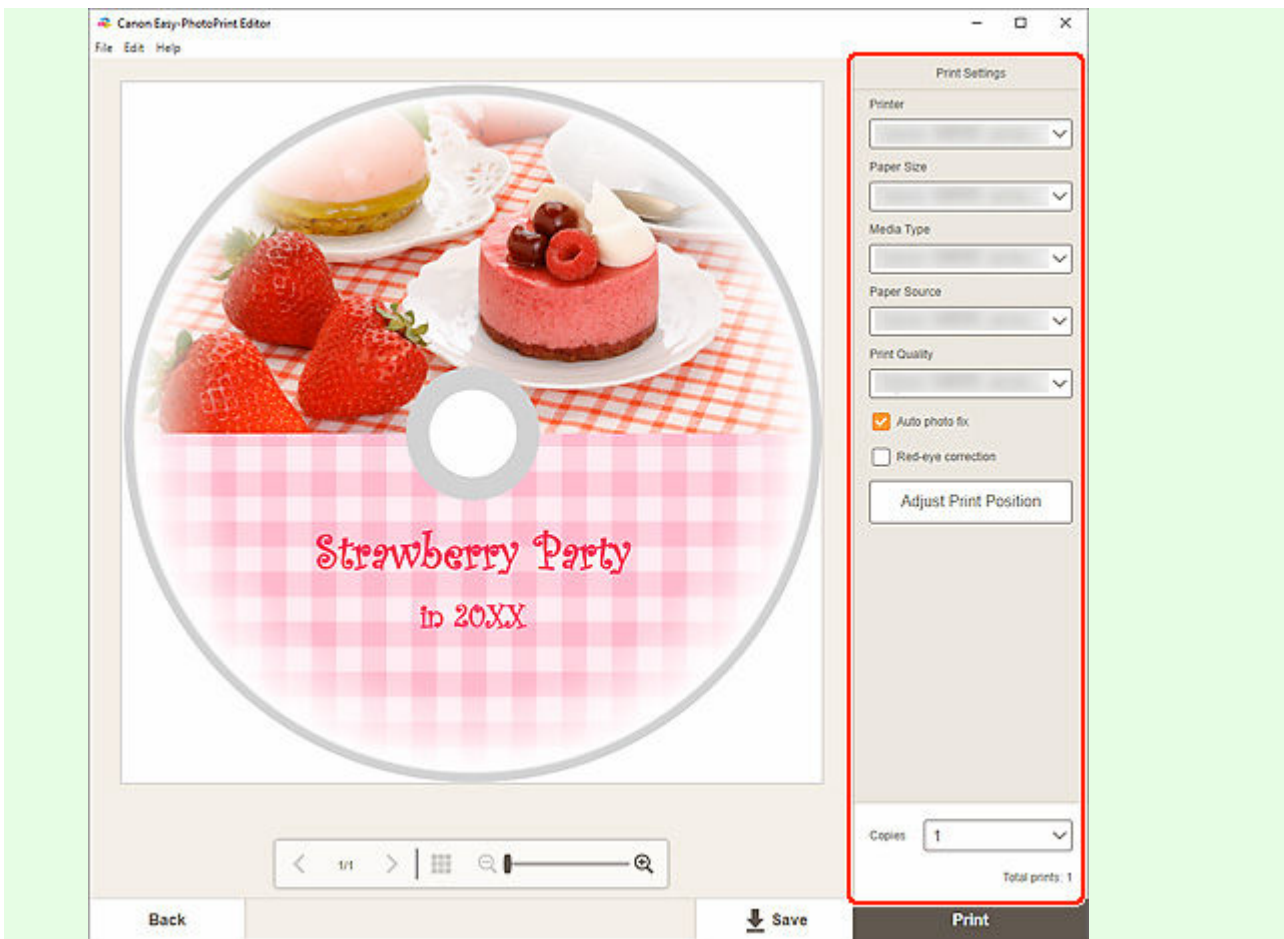 Canon Easy-PhotoPrint Editor
File Edit Help
Print Settings
Printer
Paper Size
Media Type
Paper Source
Print Quality
Auto photo fix
Red-eye correction
Adjust Print Position
Strawberry Party
in 20XX
Copies 1
Total prints: 1
1/1
Back
Save
Print